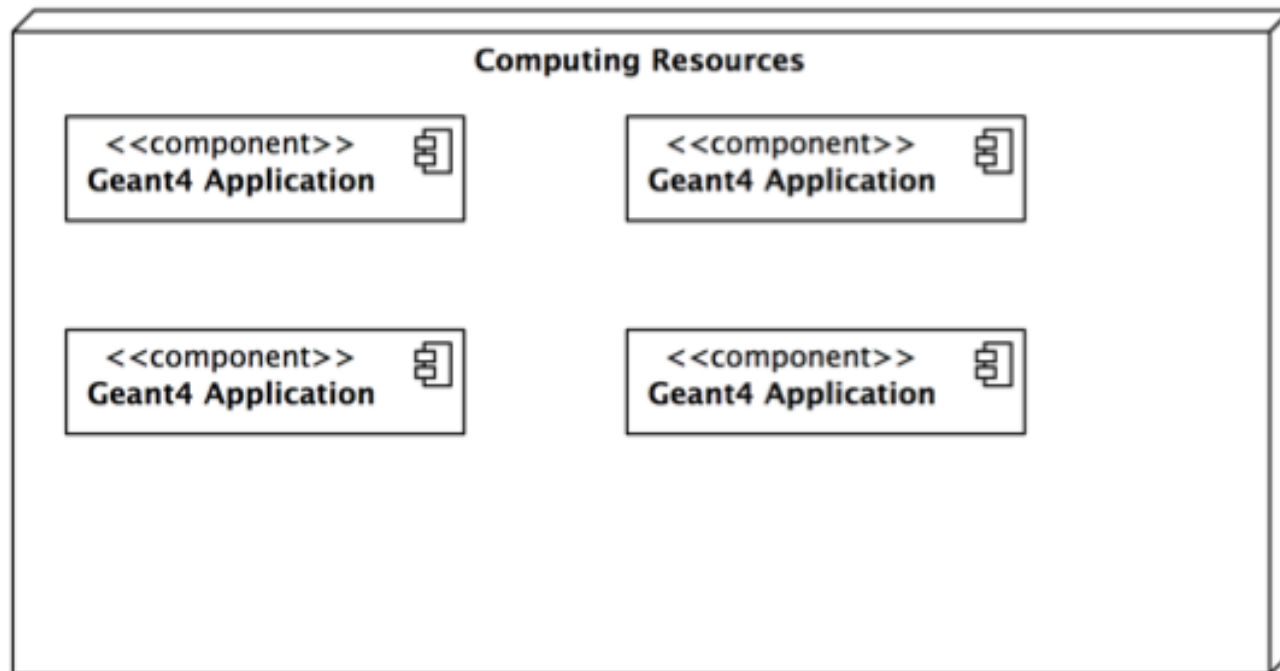 Computing Resources
<<component>>
Geant4 Application
<<component>>
Geant4 Application
<<component>>
Geant4 Application
<<component>>
Geant4 Application